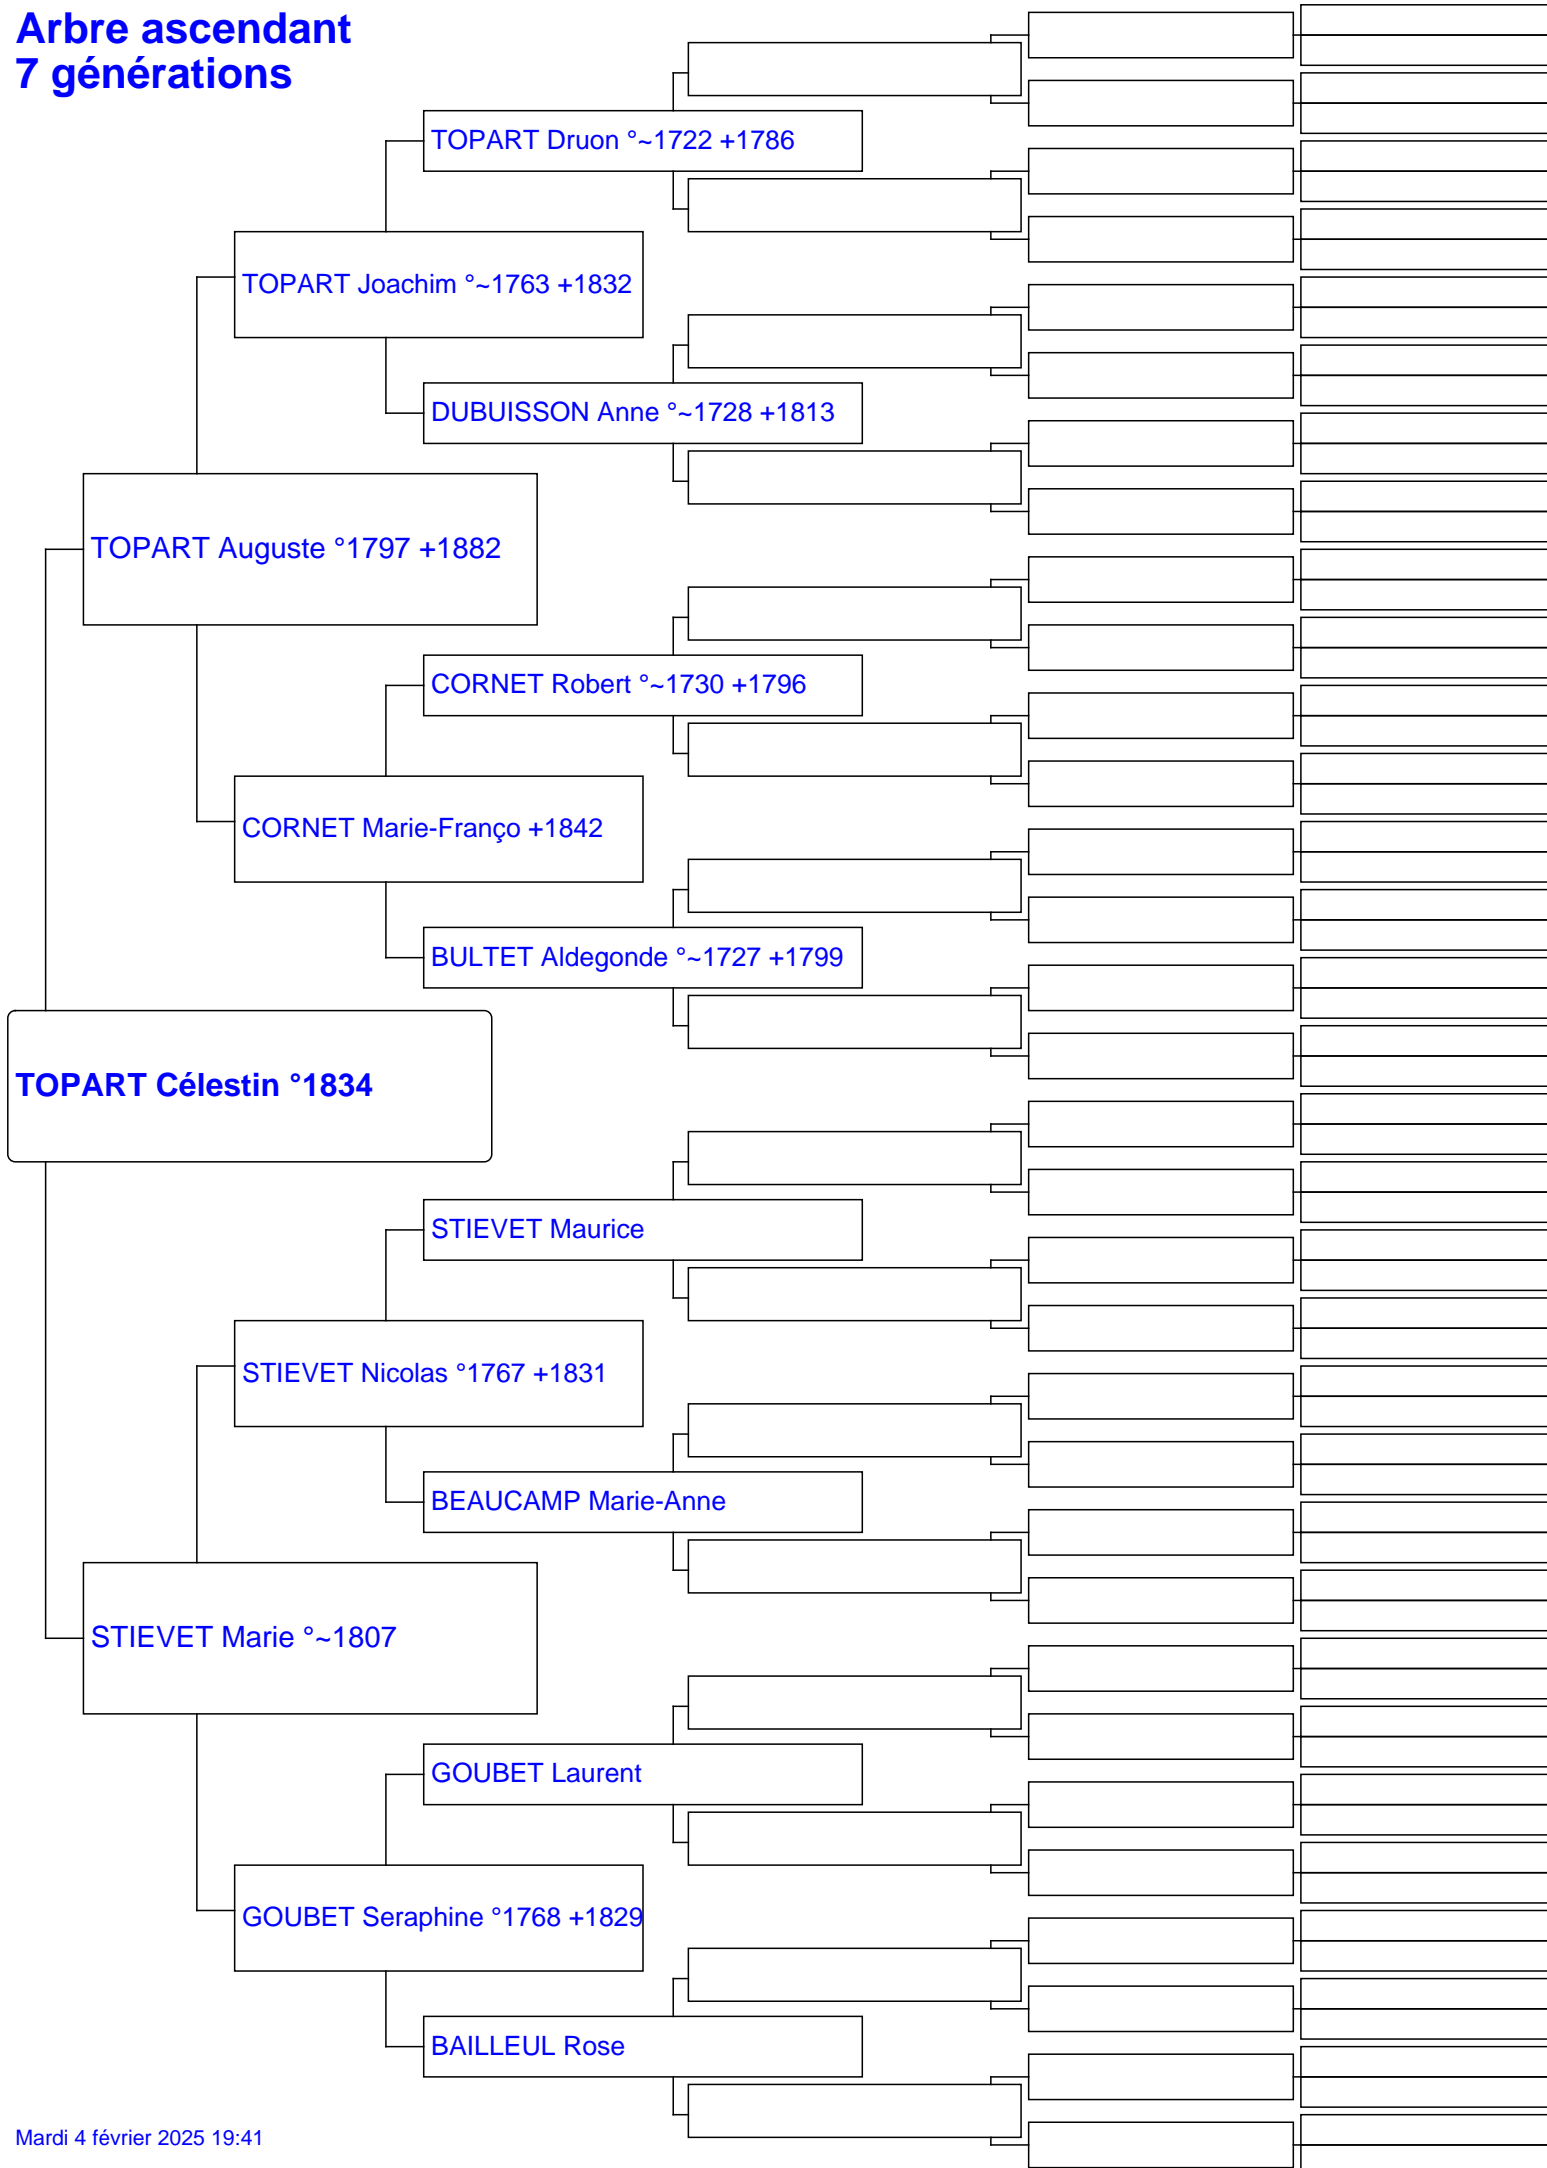 Arbre ascendant
7 générations
TOPART Druon °~1722 +1786
TOPART Joachim °~1763 +1832
DUBUISSON Anne °~1728 +1813
TOPART Auguste °1797 +1882
CORNET Robert °~1730 +1796
CORNET Marie-Franço +1842
BULTET Aldegonde °~1727 +1799
TOPART Célestin °1834
STIEVET Maurice
STIEVET Nicolas °1767 +1831
BEAUCAMP Marie-Anne
STIEVET Marie °~1807
GOUBET Laurent
GOUBET Seraphine °1768 +1829
BAILLEUL Rose
Mardi 4 février 2025 19:41